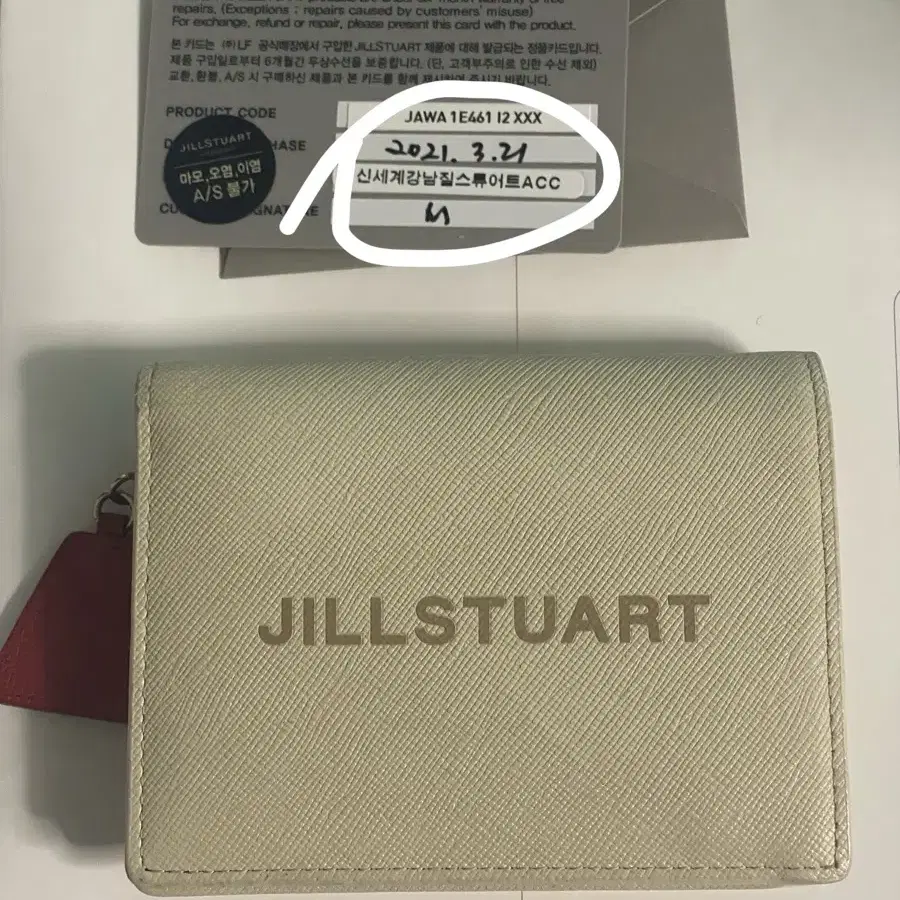 repairs, (Exceptions : repairs caused by customers' misuse)
For exchange, refund or repair, please present this card with the product.
본 카드는 ㈜LF 공식매장에서 구입한 JILLSTUART 제품에 대해 발급되는 정품카드입니다.
제품 구입일로부터 6개월간 무상수선을 보증합니다. (단, 고객부주의로 인한 수선 제외)
교환, 환불, A/S 시 구매하신 제품과 본 카드를 함께 제시하여 주시기 바랍니다.
PRODUCT CODE
JAWA 1E461 I2 XXX
2021. 3. 21
신세계강남질스튜어트ACC
JILLSTUART
마모,오염,이염
A/S 불가
JILLSTUART